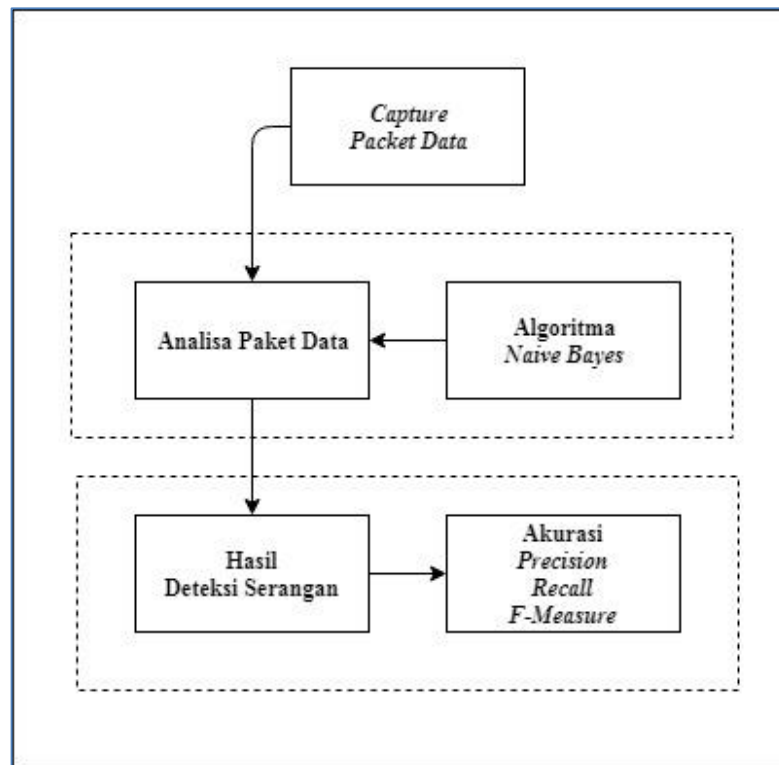 Capture
Packet Data
Analisa Paket Data
Algoritma
Naive Bayes
Hasil
Deteksi Serangan
Akurasi
Precision
Recall
F-Measure